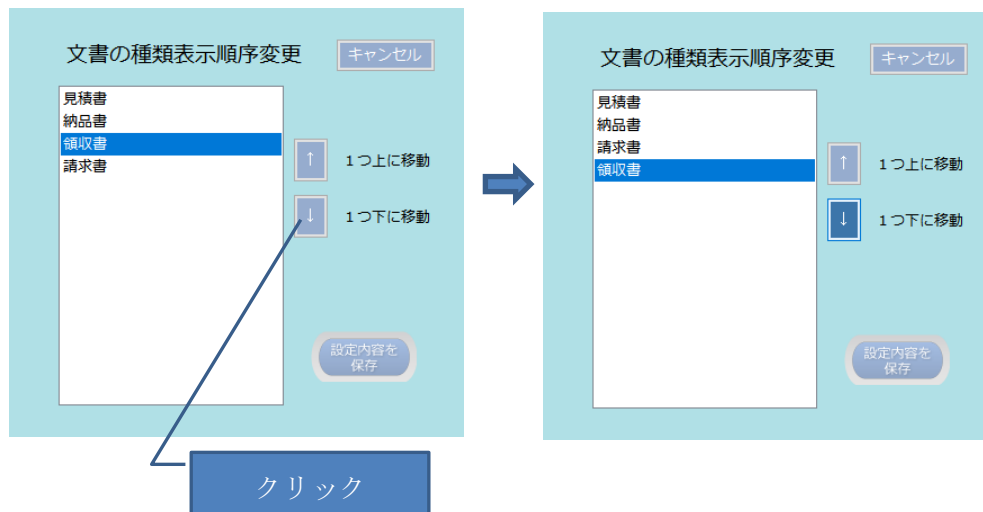 文書の種類表示順序変更
キャンセル
見積書
納品書
領収書
請求書
↑
1つ上に移動
↓
1つ下に移動
設定内容を
保存
クリック
文書の種類表示順序変更
キャンセル
見積書
納品書
請求書
領収書
↑
1つ上に移動
↓
1つ下に移動
設定内容を
保存